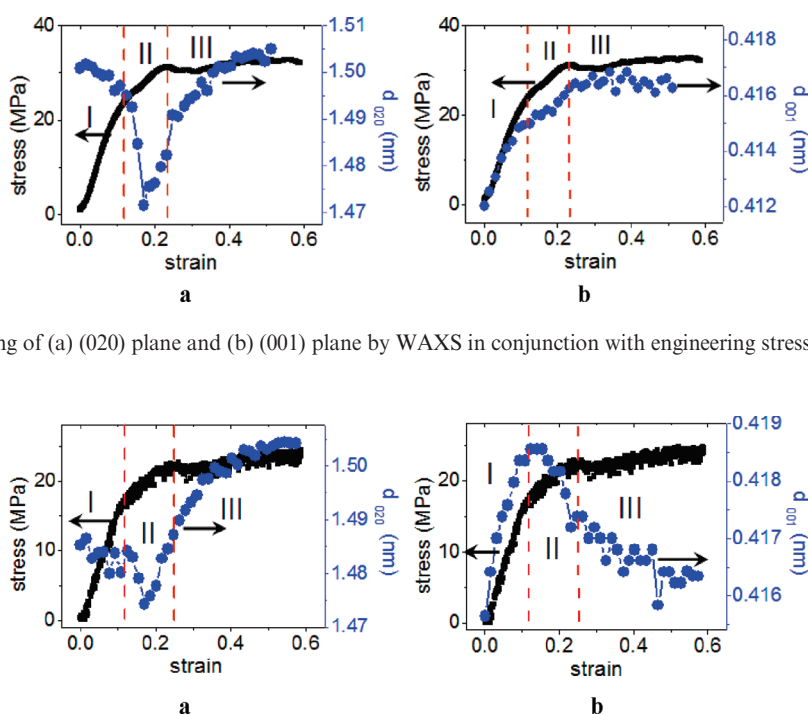 40
20
0
stress (MPa)
I
II
III
1.51
1.50
1.49
1.48
1.47
d 020 (nm)
0.0 0.2 0.4 0.6
strain
a
40
20
0
stress (MPa)
I
II
III
0.418
0.416
0.414
0.412
d 001 (nm)
0.0 0.2 0.4 0.6
strain
b
ng of (a) (020) plane and (b) (001) plane by WAXS in conjunction with engineering stress
20
10
0
stress (MPa)
I
II
III
1.50
1.49
1.48
1.47
d 020 (nm)
0.0 0.2 0.4 0.6
strain
a
20
10
0
stress (MPa)
I
II
III
0.419
0.418
0.417
0.416
d 001 (nm)
0.0 0.2 0.4 0.6
strain
b